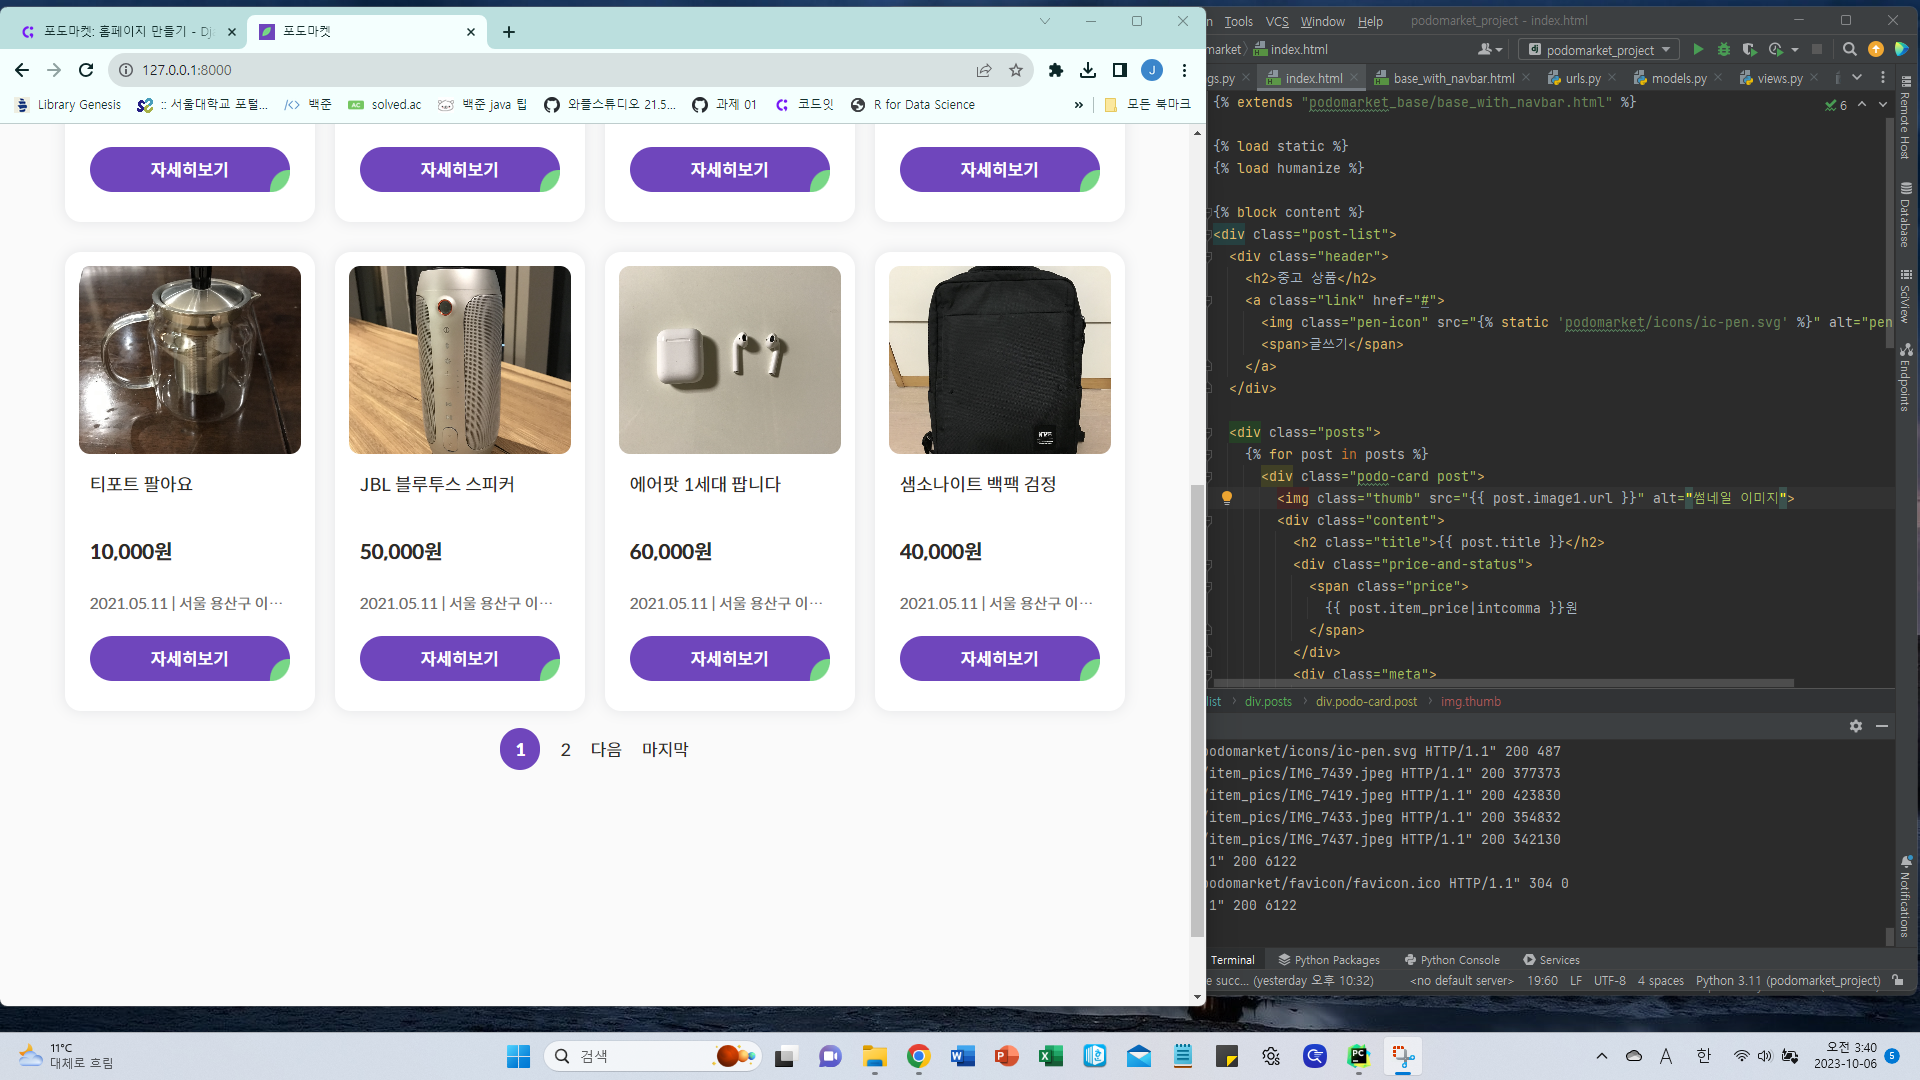 포도마켓: 홈페이지 만들기 - Dj
포도마켓
127.0.0.1:8000
J
Library Genesis
:: 서울대학교 포털...
백준
solved.ac
백준 java 팁
와플스튜디오 21.5...
과제 01
코드잇
R for Data Science
»
모든 북마크
자세히보기
자세히보기
자세히보기
자세히보기
티포트 팔아요
JBL 블루투스 스피커
에어팟 1세대 팝니다
샘소나이트 백팩 검정
10,000원
50,000원
60,000원
40,000원
2021.05.11 | 서울 용산구 이…
2021.05.11 | 서울 용산구 이…
2021.05.11 | 서울 용산구 이…
2021.05.11 | 서울 용산구 이…
자세히보기
자세히보기
자세히보기
자세히보기
1 2 다음 마지막
n Tools VCS Window Help podomarket_project - index.html
market index.html podomarket_project
gs.py index.html base_with_navbar.html urls.py models.py views.py
{% extends "podomarket_base/base_with_navbar.html" %}
6
{% load static %}
{% load humanize %}
{% block content %}
<div class="post-list">
<div class="header">
<h2>중고 상품</h2>
<a class="link" href="#">
<img class="pen-icon" src="{% static 'podomarket/icons/ic-pen.svg' %}" alt="pen
<span>글쓰기</span>
</a>
</div>
<div class="posts">
{% for post in posts %}
<div class="podo-card post">
<img class="thumb" src="{{ post.image1.url }}" alt="썸네일 이미지">
<div class="content">
<h2 class="title">{{ post.title }}</h2>
<div class="price-and-status">
<span class="price">
{{ post.item_price|intcomma }}원
</span>
</div>
<div class="meta">
list div.posts div.podo-card.post img.thumb
podomarket/icons/ic-pen.svg HTTP/1.1" 200 487
/item_pics/IMG_7439.jpeg HTTP/1.1" 200 377373
/item_pics/IMG_7419.jpeg HTTP/1.1" 200 423830
/item_pics/IMG_7433.jpeg HTTP/1.1" 200 354832
/item_pics/IMG_7437.jpeg HTTP/1.1" 200 342130
1" 200 6122
podomarket/favicon/favicon.ico HTTP/1.1" 304 0
1" 200 6122
Terminal Python Packages Python Console Services
e succ... (yesterday 오후 10:32) <no default server> 19:60 LF UTF-8 4 spaces Python 3.11 (podomarket_project)
Remote Host
Database
SciView
Endpoints
Notifications
11°C
대체로 흐림
검색
A
한
오전 3:40
2023-10-06
5